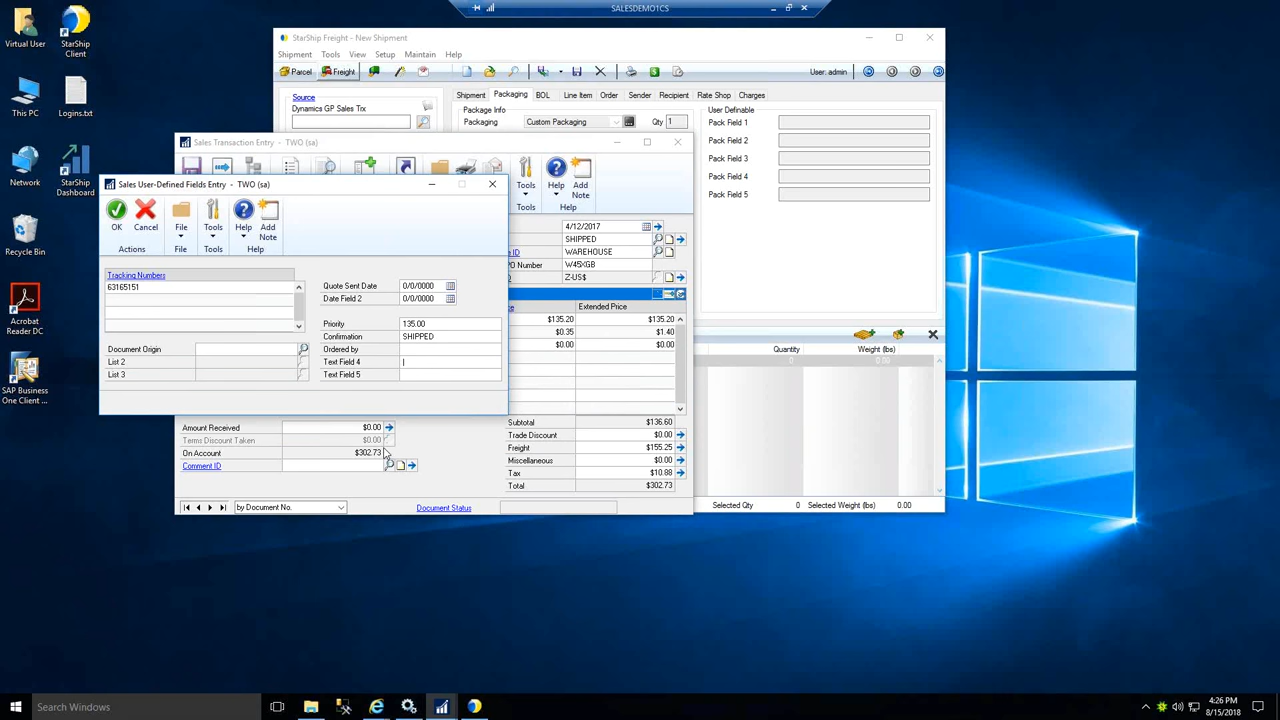 SALESDEMO1CS
Virtual User
StarShip Client
This PC
Logins.txt
Network
StarShip Dashboard
Recycle Bin
Acrobat Reader DC
SAP Business One Client ...
StarShip Freight - New Shipment
Shipment Tools View Setup Maintain Help
Parcel Freight User: admin
Source
Dynamics GP Sales Trx
Shipment Packaging BOL Line Item Order Sender Recipient Rate Shop Charges
Package Info
Packaging Custom Packaging Qty 1
User Definable
Pack Field 1
Pack Field 2
Pack Field 3
Pack Field 4
Pack Field 5
Quantity Weight (lbs)
0 0.00
Selected Qty 0 Selected Weight (lbs) 0.00
Sales Transaction Entry - TWO (sa)
Tools Help Add Note
Tools Help
4/12/2017
SHIPPED
ID WAREHOUSE
PO Number W45XGB
Z-US$
Extended Price
$135.20 $135.20
$0.35 $1.40
$0.00 $0.00
Amount Received $0.00
Terms Discount Taken $0.00
On Account $302.73
Comment ID
Subtotal $136.60
Trade Discount $0.00
Freight $155.25
Miscellaneous $0.00
Tax $10.88
Total $302.73
by Document No.
Document Status
Sales User-Defined Fields Entry - TWO (sa)
OK Cancel File Tools Help Add Note
Actions File Tools Help
Tracking Numbers
63165151
Document Origin
List 2
List 3
Quote Sent Date 0/0/0000
Date Field 2 0/0/0000
Priority 135.00
Confirmation SHIPPED
Ordered by
Text Field 4
Text Field 5
Search Windows
4:26 PM
8/15/2018